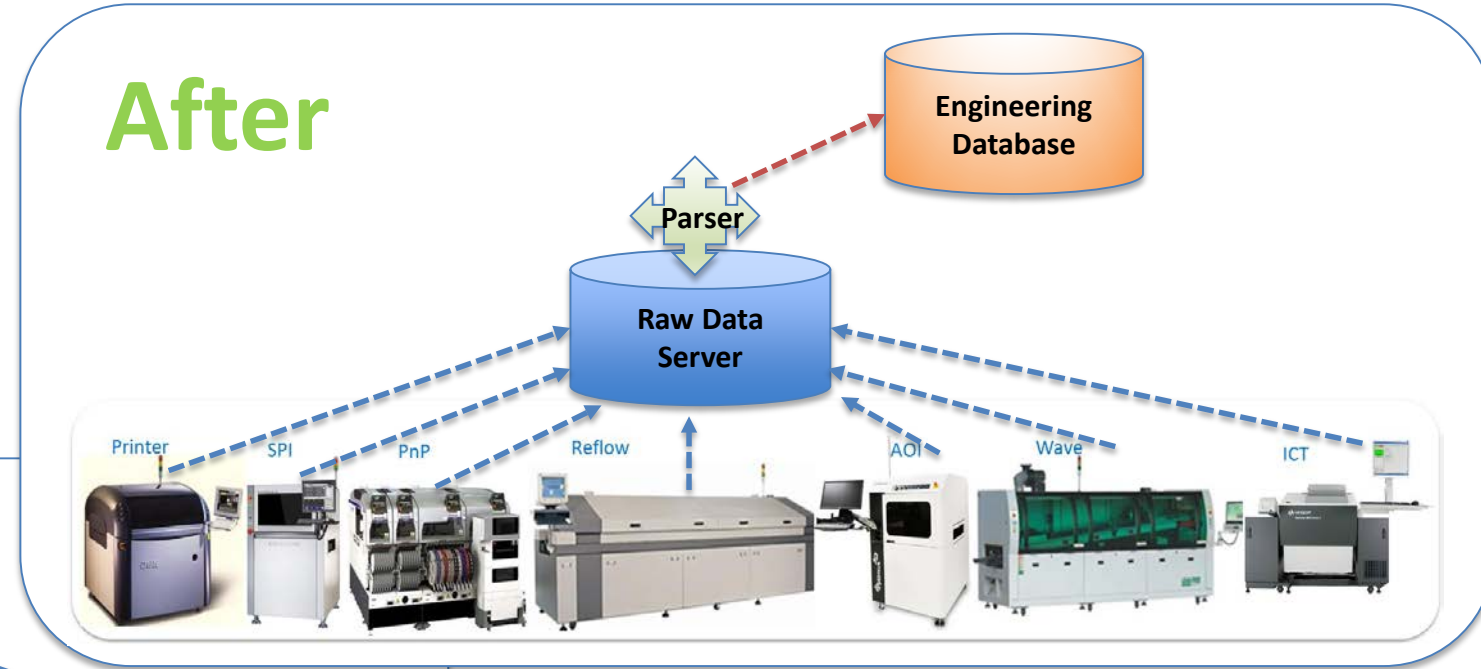 After
Engineering
Database
Parser
Raw Data
Server
Printer
SPI
PnP
Reflow
AOI
Wave
ICT